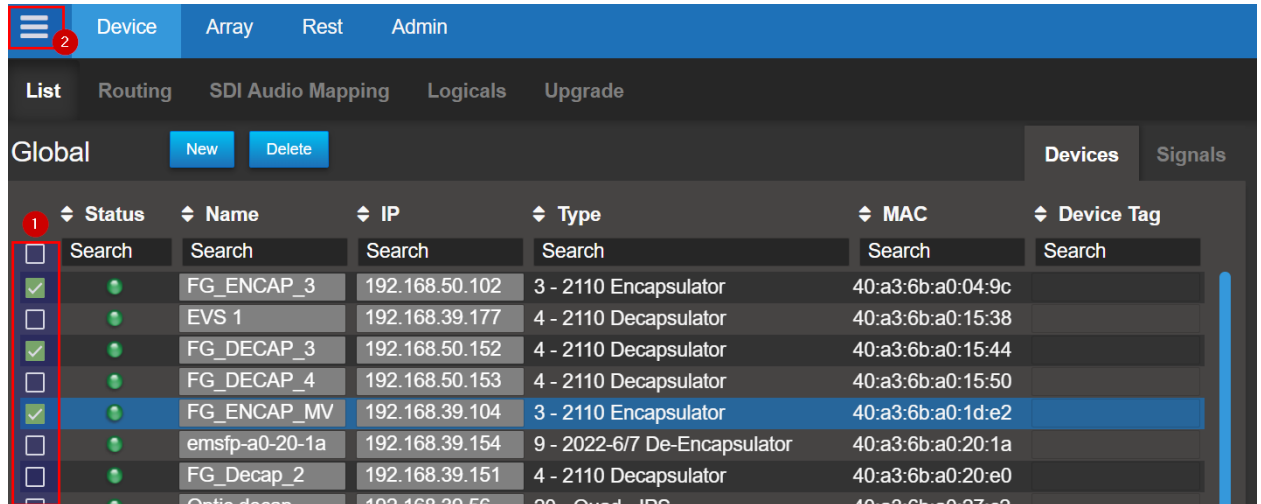 2 Device Array Rest Admin
List Routing SDI Audio Mapping Logicals Upgrade
Global New Delete Devices Signals
1 Status Name IP Type MAC Device Tag
Search Search Search Search Search Search
FG_ENCAP_3 192.168.50.102 3 - 2110 Encapsulator 40:a3:6b:a0:04:9c
EVS 1 192.168.39.177 4 - 2110 Decapsulator 40:a3:6b:a0:15:38
FG_DECAP_3 192.168.50.152 4 - 2110 Decapsulator 40:a3:6b:a0:15:44
FG_DECAP_4 192.168.50.153 4 - 2110 Decapsulator 40:a3:6b:a0:15:50
FG_ENCAP_MV 192.168.39.104 3 - 2110 Encapsulator 40:a3:6b:a0:1d:e2
emsfp-a0-20-1a 192.168.39.154 9 - 2022-6/7 De-Encapsulator 40:a3:6b:a0:20:1a
FG_Decap_2 192.168.39.151 4 - 2110 Decapsulator 40:a3:6b:a0:20:e0